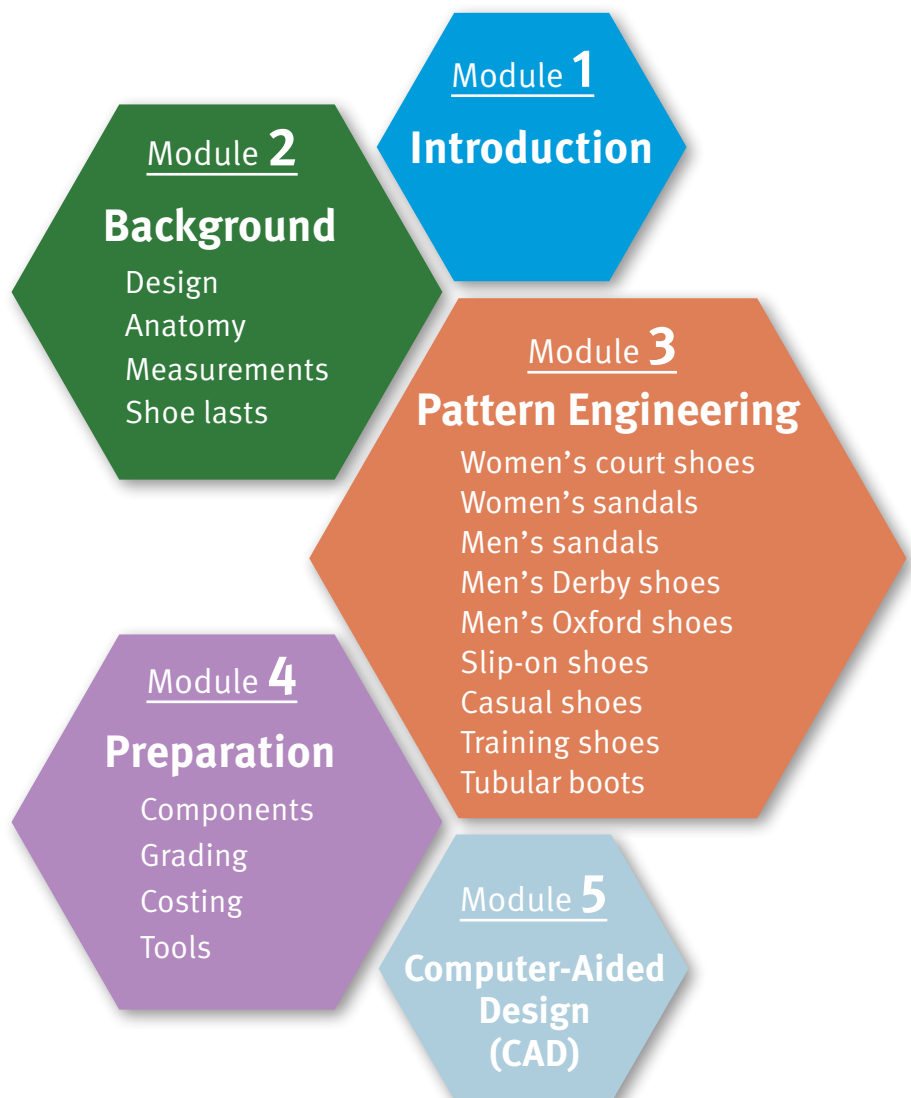 Module 1
Introduction
Module 2
Background
Design
Anatomy
Measurements
Shoe lasts
Module 3
Pattern Engineering
Women’s court shoes
Women’s sandals
Men’s sandals
Men’s Derby shoes
Men’s Oxford shoes
Slip-on shoes
Casual shoes
Training shoes
Tubular boots
Module 4
Preparation
Components
Grading
Costing
Tools
Module 5
Computer-Aided
Design
(CAD)